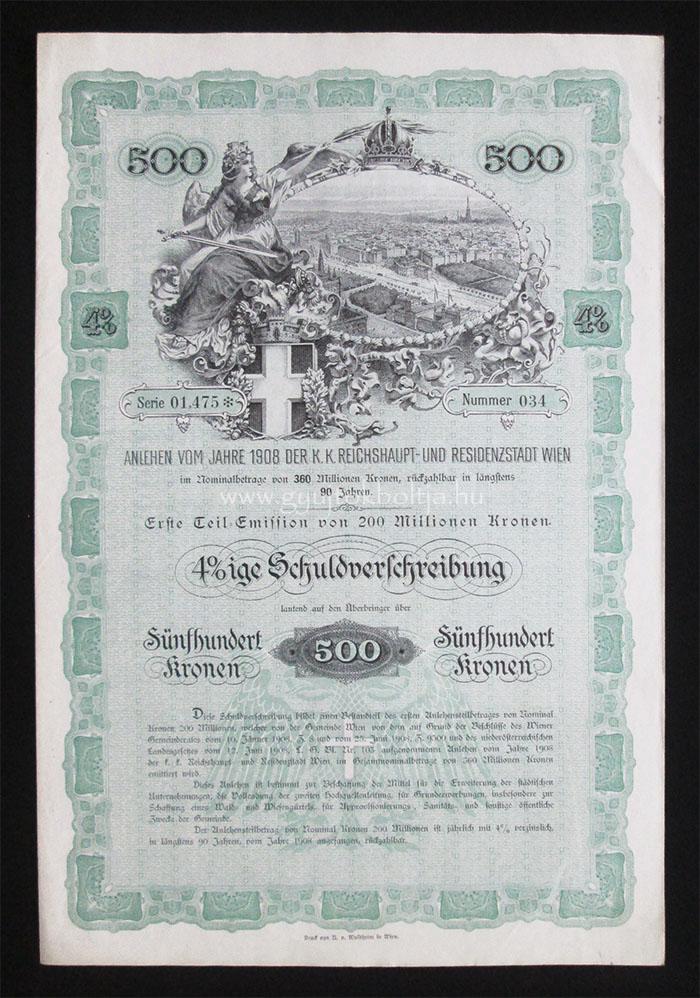 500 500
4% 4%
Serie 01.475 * Nummer 034
ANLEHEN VOM JAHRE 1908 DER K. K. REICHSHAUPT- UND RESIDENZSTADT WIEN
im Nominalbetrage von 360 Millionen Kronen, rückzahlbar in längstens
90 Jahren.
www.gyujtokboltja.hu
Erste Teil-Emission von 200 Millionen Kronen.
4%ige Schuldverschreibung
lautend auf den Überbringer über
Fünfhundert Kronen
500
Fünfhundert Kronen
Diese Schuldverschreibung bildet einen Bestandteil des ersten Anlehensteilbetrages von Nominal
Kronen 200 Millionen, welcher von der Gemeinde Wien auf Grund der Beschlüsse des Wiener
Gemeinderates vom 10. Jänner 1908, Z. 8 und vom 25. Juni 1908, Z. 9500 und des niederösterreichischen
Landesgesetzes vom 12. Juni 1908, L. G. Bl. Nr. 103 aufgenommenen Anlehen vom Jahre 1908
der k. k. Reichshaupt- und Residenzstadt Wien im Gesamtnominalbetrage von 360 Millionen Kronen
emittiert wird.
Dieses Anlehen ist bestimmt zur Beschaffung der Mittel für die Erweiterung der städtischen
Unternehmungen, die Vollendung der zweiten Hochquellenleitung, für Grunderwerbungen, insbesondere zur
Schaffung eines Wald- und Wiesengürtels, für Approvisionierungs-, Sanitäts- und sonstige öffentliche
Zwecke der Gemeinde.
Der Anlehensteilbetrag von Nominal Kronen 200 Millionen ist jährlich mit 4% verzinslich,
in längstens 90 Jahren, vom Jahre 1908 angefangen, rückzahlbar.
Druck von R. v. Waldheim in Wien.